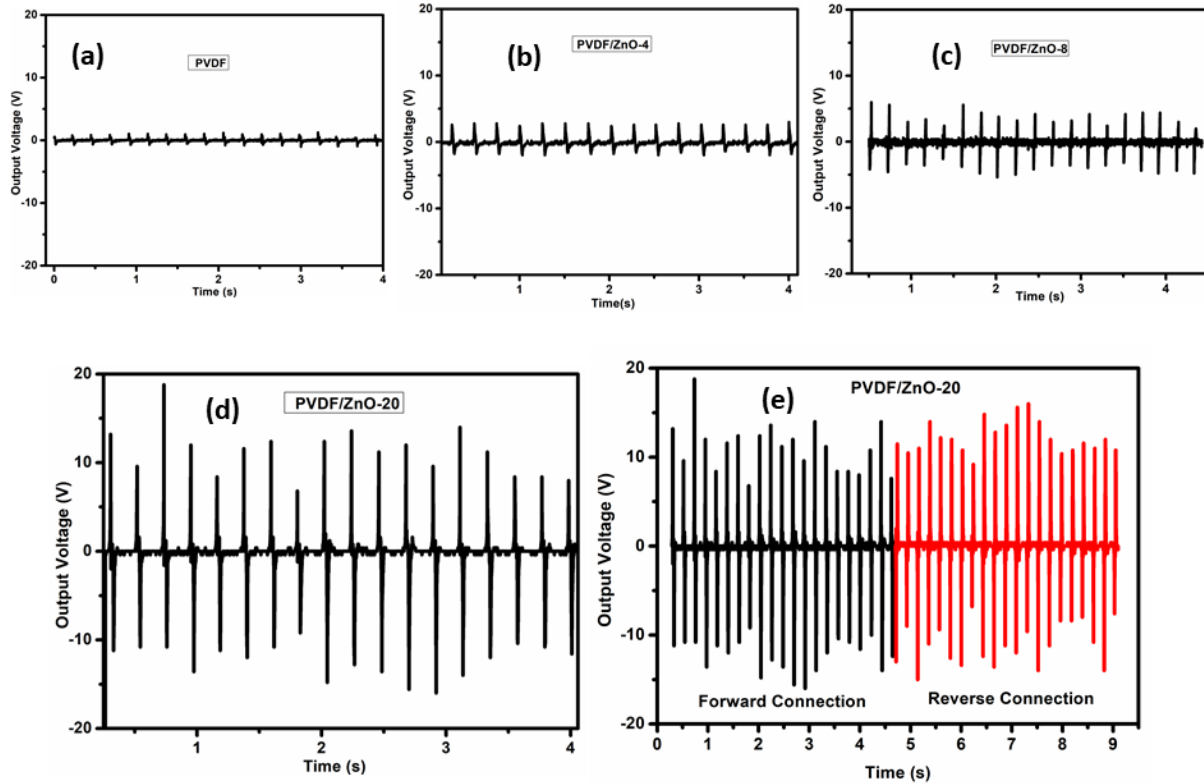 20
10
0
-10
-20
Output Voltage (V)
(a)
PVDF
0 1 2 3 4
Time (s)
20
10
0
-10
-20
Output Voltage (V)
(b)
PVDF/ZnO-4
1 2 3 4
Time(s)
20
10
0
-10
-20
Output Voltage (V)
(c)
PVDF/ZnO-8
1 2 3 4
Time (s)
20
10
0
-10
-20
Output Voltage (V)
(d)
PVDF/ZnO-20
1 2 3 4
Time (s)
20
10
0
-10
-20
Output Voltage (V)
(e)
PVDF/ZnO-20
Forward Connection Reverse Connection
0 1 2 3 4 5 6 7 8 9
Time (s)